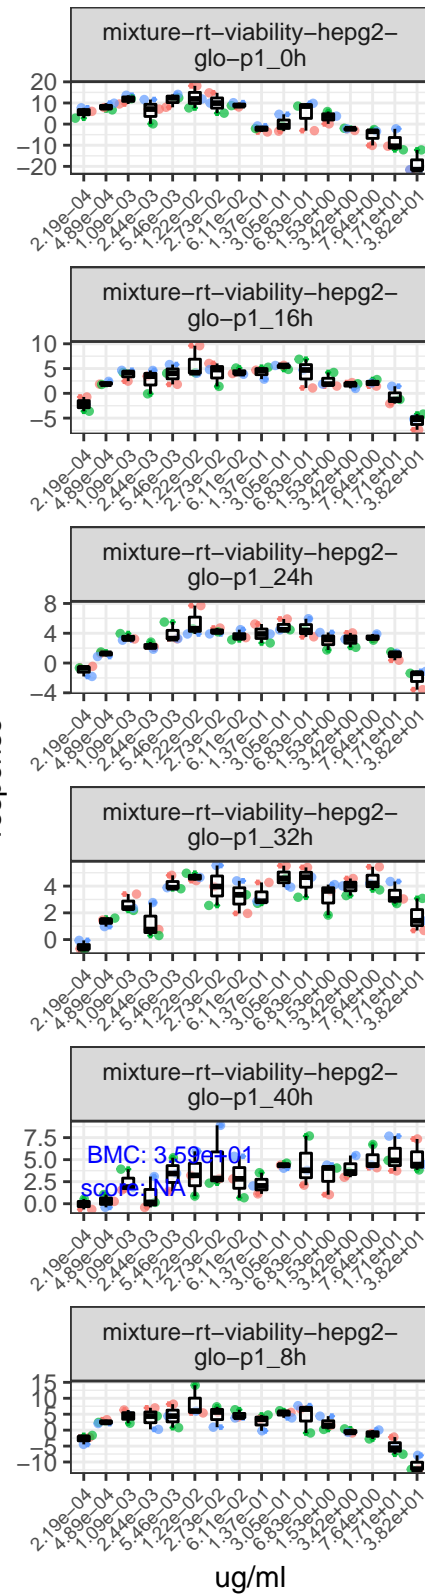 mixture−rt−viability−hepg2−
glo−p1_0h
20
10
0
−10
−20
2.19e−04
4.89e−04
1.09e−03
2.44e−03
5.46e−03
1.22e−02
2.73e−02
6.11e−02
1.37e−01
3.05e−01
6.83e−01
1.53e+00
3.42e+00
7.64e+00
1.71e+01
3.82e+01
mixture−rt−viability−hepg2−
glo−p1_16h
10
5
0
−5
2.19e−04
4.89e−04
1.09e−03
2.44e−03
5.46e−03
1.22e−02
2.73e−02
6.11e−02
1.37e−01
3.05e−01
6.83e−01
1.53e+00
3.42e+00
7.64e+00
1.71e+01
3.82e+01
mixture−rt−viability−hepg2−
glo−p1_24h
8
4
0
−4
2.19e−04
4.89e−04
1.09e−03
2.44e−03
5.46e−03
1.22e−02
2.73e−02
6.11e−02
1.37e−01
3.05e−01
6.83e−01
1.53e+00
3.42e+00
7.64e+00
1.71e+01
3.82e+01
mixture−rt−viability−hepg2−
glo−p1_32h
4
2
0
2.19e−04
4.89e−04
1.09e−03
2.44e−03
5.46e−03
1.22e−02
2.73e−02
6.11e−02
1.37e−01
3.05e−01
6.83e−01
1.53e+00
3.42e+00
7.64e+00
1.71e+01
3.82e+01
mixture−rt−viability−hepg2−
glo−p1_40h
7.5
5.0
2.5
0.0
BMC: 3.59e+01
score: NA
2.19e−04
4.89e−04
1.09e−03
2.44e−03
5.46e−03
1.22e−02
2.73e−02
6.11e−02
1.37e−01
3.05e−01
6.83e−01
1.53e+00
3.42e+00
7.64e+00
1.71e+01
3.82e+01
mixture−rt−viability−hepg2−
glo−p1_8h
15
10
5
0
−5
−10
2.19e−04
4.89e−04
1.09e−03
2.44e−03
5.46e−03
1.22e−02
2.73e−02
6.11e−02
1.37e−01
3.05e−01
6.83e−01
1.53e+00
3.42e+00
7.64e+00
1.71e+01
3.82e+01
ug/ml